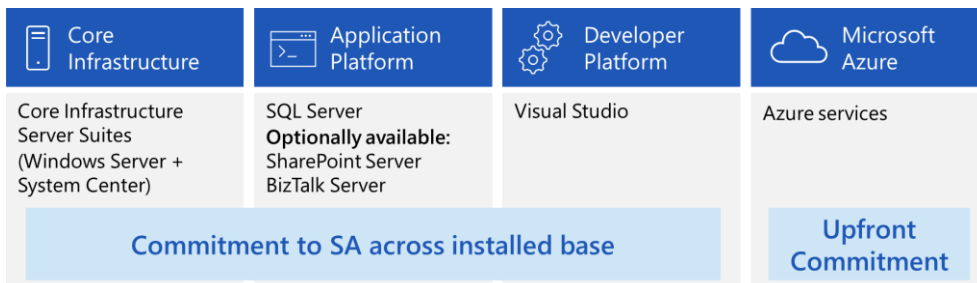 Core
Infrastructure
Core Infrastructure
Server Suites
(Windows Server +
System Center)
Application
Platform
SQL Server
Optionally available:
SharePoint Server
BizTalk Server
Developer
Platform
Visual Studio
Microsoft
Azure
Azure services
Commitment to SA across installed base
Upfront
Commitment